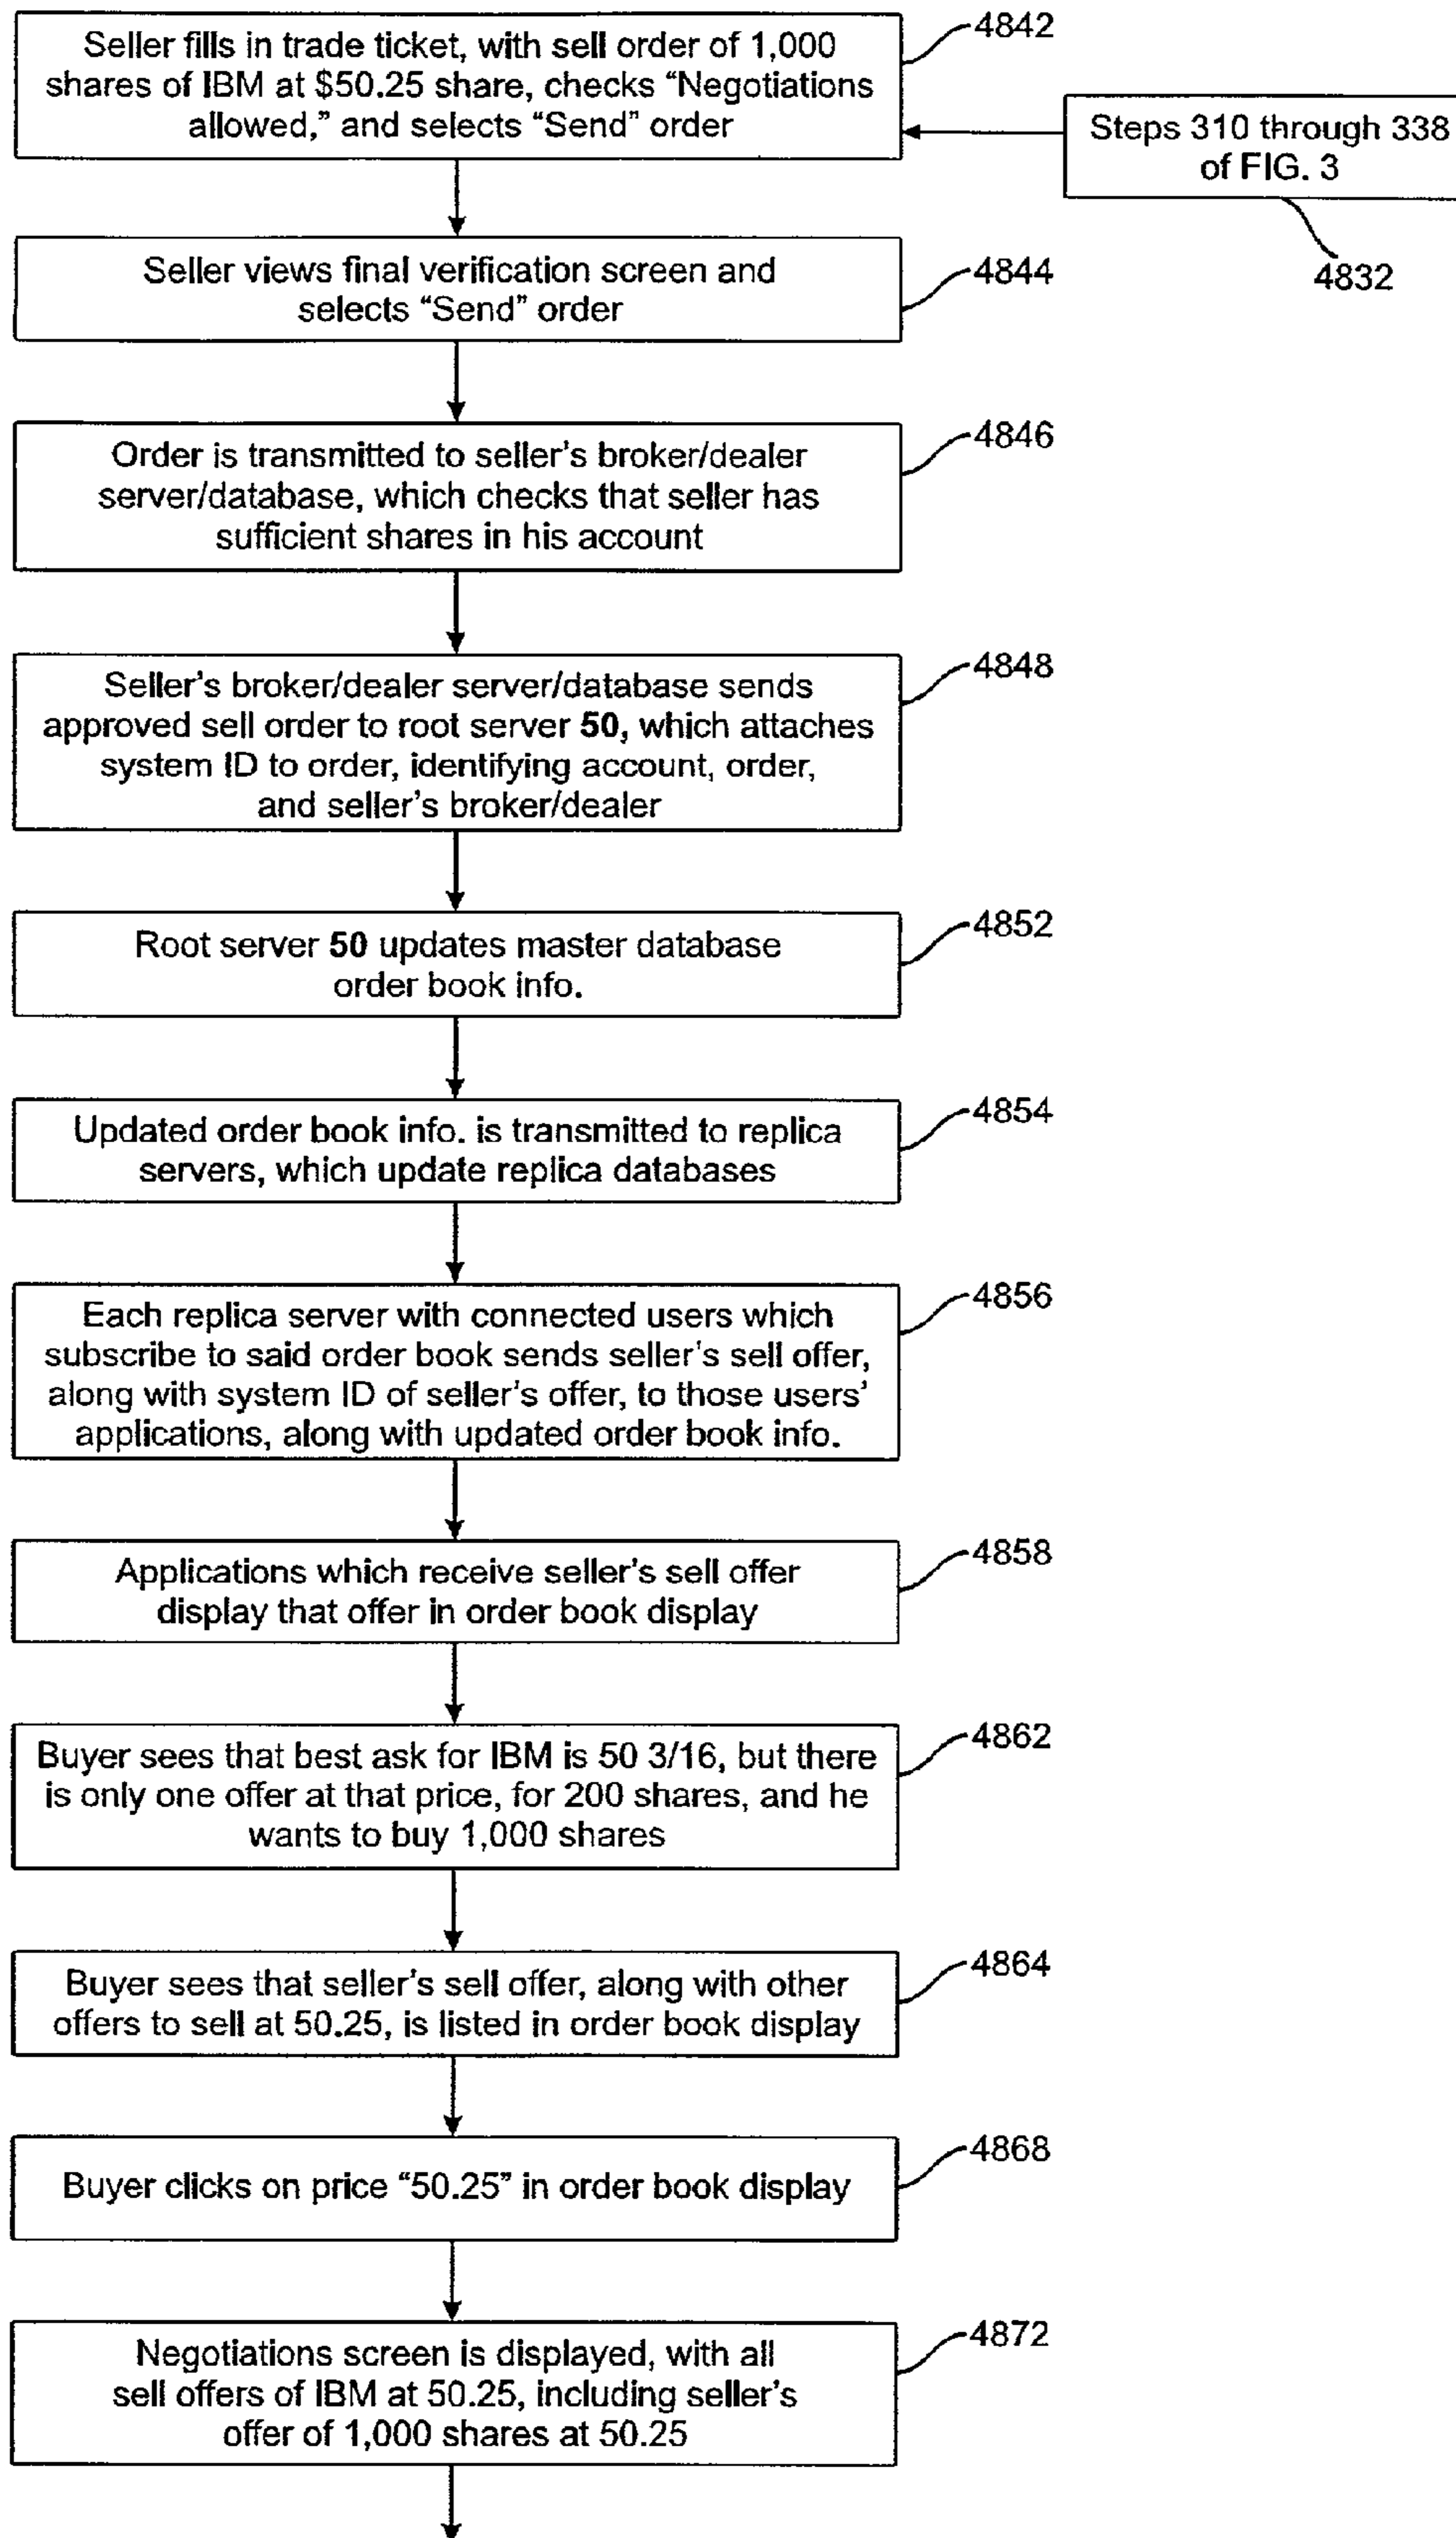 Seller fills in trade ticket, with sell order of 1,000
shares of IBM at $50.25 share, checks “Negotiations
allowed,” and selects “Send” order
4842
Steps 310 through 338
of FIG. 3
4832
Seller views final verification screen and
selects “Send” order
4844
Order is transmitted to seller’s broker/dealer
server/database, which checks that seller has
sufficient shares in his account
4846
Seller’s broker/dealer server/database sends
approved sell order to root server 50, which attaches
system ID to order, identifying account, order,
and seller’s broker/dealer
4848
Root server 50 updates master database
order book info.
4852
Updated order book info. is transmitted to replica
servers, which update replica databases
4854
Each replica server with connected users which
subscribe to said order book sends seller’s sell offer,
along with system ID of seller’s offer, to those users’
applications, along with updated order book info.
4856
Applications which receive seller’s sell offer
display that offer in order book display
4858
Buyer sees that best ask for IBM is 50 3/16, but there
is only one offer at that price, for 200 shares, and he
wants to buy 1,000 shares
4862
Buyer sees that seller’s sell offer, along with other
offers to sell at 50.25, is listed in order book display
4864
Buyer clicks on price “50.25” in order book display
4868
Negotiations screen is displayed, with all
sell offers of IBM at 50.25, including seller’s
offer of 1,000 shares at 50.25
4872